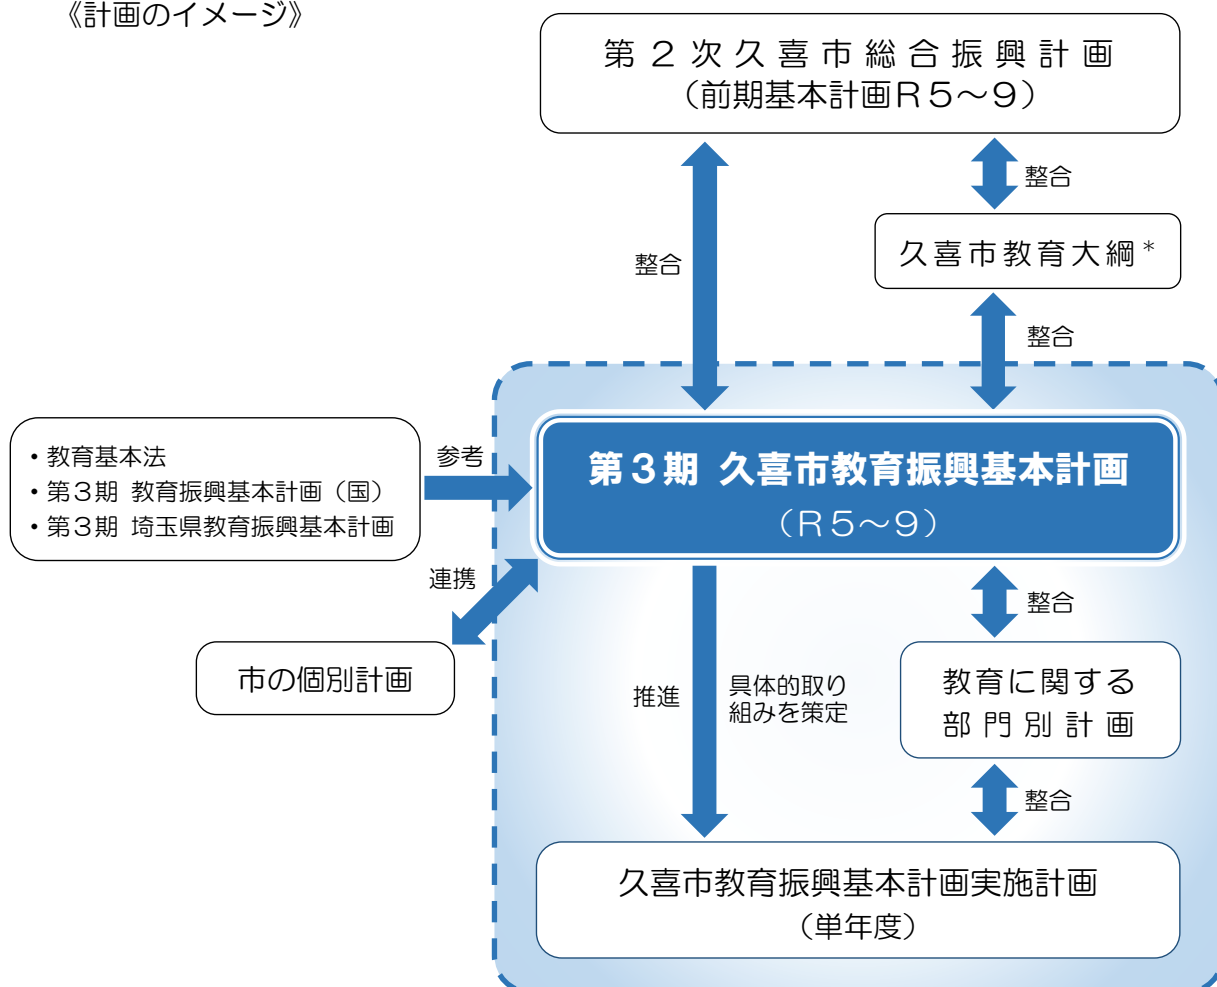 《計画のイメージ》
第２次久喜市総合振興計画
（前期基本計画Ｒ５～９）
整合
久喜市教育大綱＊
整合
整合
・教育基本法
・第３期 教育振興基本計画（国）
・第３期 埼玉県教育振興基本計画
参考
第３期 久喜市教育振興基本計画
（Ｒ５～９）
連携
市の個別計画
整合
推進
具体的取り
組みを策定
教育に関する
部門別計画
整合
久喜市教育振興基本計画実施計画
（単年度）